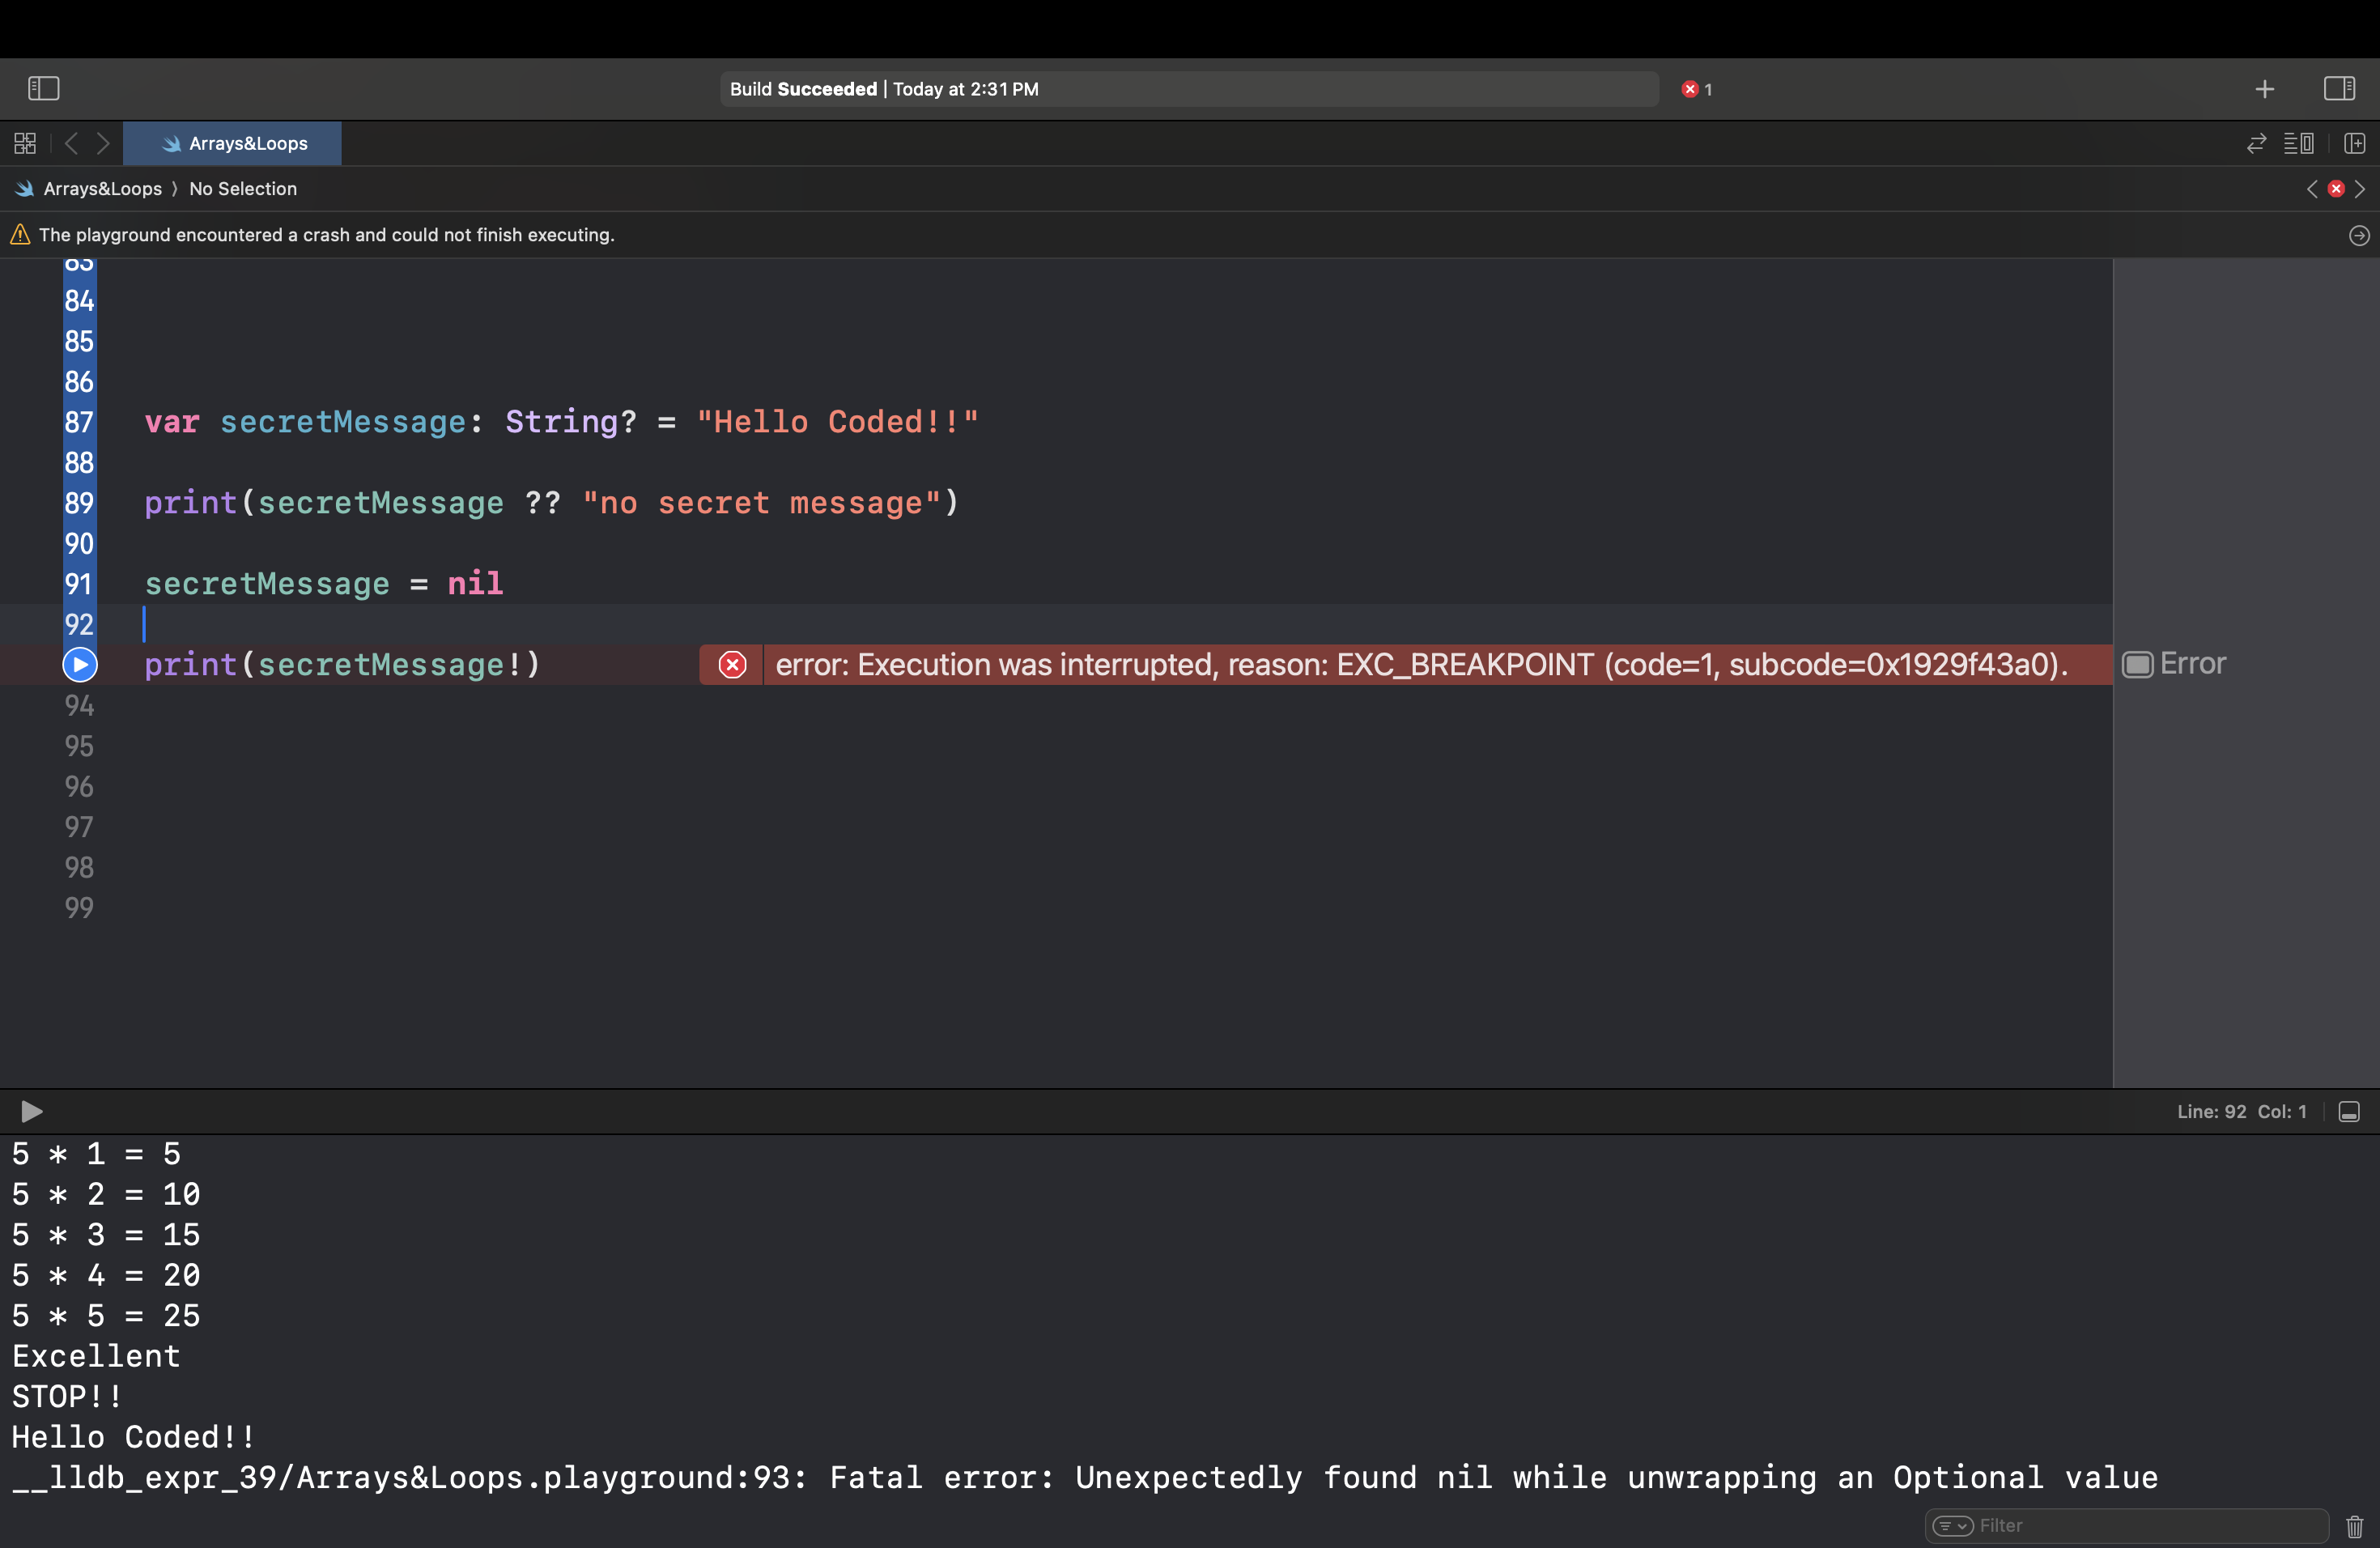 Build Succeeded | Today at 2:31 PM
1
Arrays&Loops
Arrays&Loops 〉 No Selection
The playground encountered a crash and could not finish executing.
83
84
85
86
87 var secretMessage: String? = "Hello Coded!!"
88
89 print(secretMessage ?? "no secret message")
90
91 secretMessage = nil
92
print(secretMessage!) error: Execution was interrupted, reason: EXC_BREAKPOINT (code=1, subcode=0x1929f43a0). Error
94
95
96
97
98
99
Line: 92 Col: 1
5 * 1 = 5
5 * 2 = 10
5 * 3 = 15
5 * 4 = 20
5 * 5 = 25
Excellent
STOP!!
Hello Coded!!
__lldb_expr_39/Arrays&Loops.playground:93: Fatal error: Unexpectedly found nil while unwrapping an Optional value
Filter